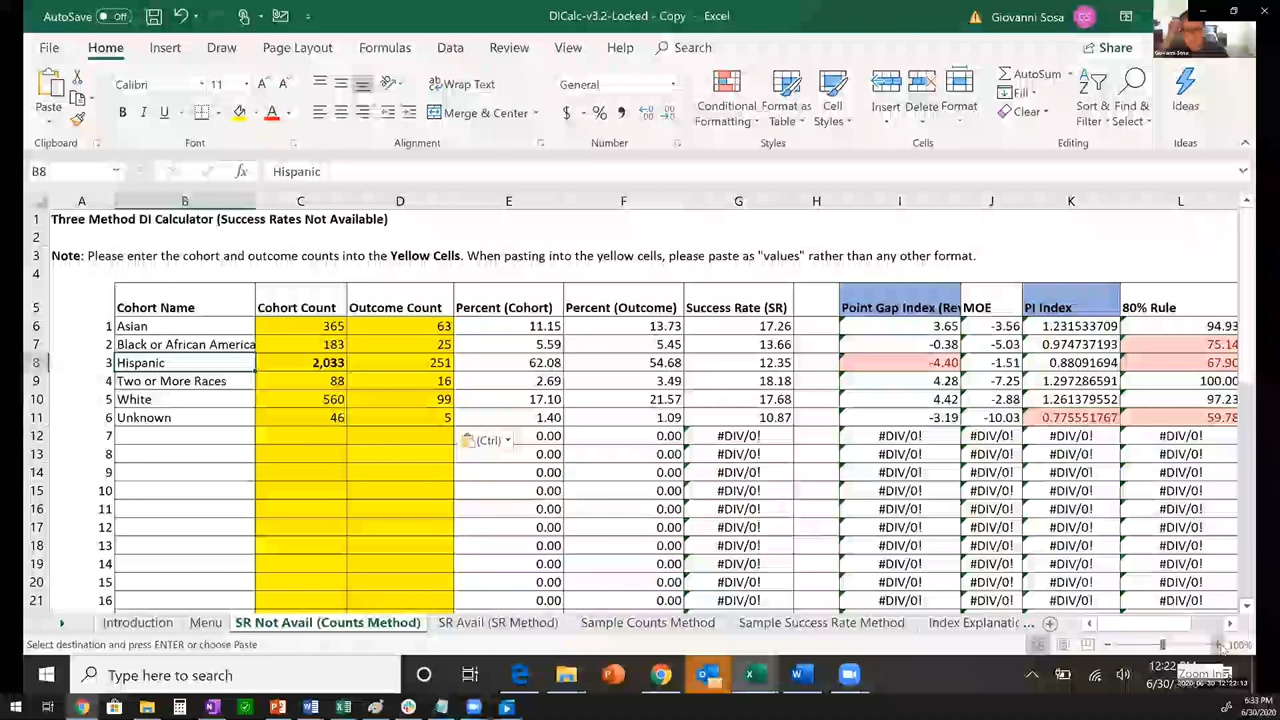 AutoSave Off DICalc-v3.2-Locked - Copy - Excel Giovanni Sosa GS
Giovanni Sosa
File Home Insert Draw Page Layout Formulas Data Review View Help Search Share
Paste Calibri 11 A A Wrap Text General Conditional Formatting Format as Table Cell Styles Insert Delete Format AutoSum Fill Clear Sort & Filter Find & Select Ideas
B I U A Merge & Center $ % ,
Clipboard Font Alignment Number Styles Cells Editing Ideas
B8 fx Hispanic
A B C D E F G H I J K L
1 Three Method DI Calculator (Success Rates Not Available)
2
3 Note: Please enter the cohort and outcome counts into the Yellow Cells. When pasting into the yellow cells, please paste as "values" rather than any other format.
4
5 Cohort Name Cohort Count Outcome Count Percent (Cohort) Percent (Outcome) Success Rate (SR) Point Gap Index (Rev MOE PI Index 80% Rule
6 1 Asian 365 63 11.15 13.73 17.26 3.65 -3.56 1.231533709 94.93
7 2 Black or African America 183 25 5.59 5.45 13.66 -0.38 -5.03 0.974737193 75.14
8 3 Hispanic 2,033 251 62.08 54.68 12.35 -4.40 -1.51 0.88091694 67.90
9 4 Two or More Races 88 16 2.69 3.49 18.18 4.28 -7.25 1.297286591 100.00
10 5 White 560 99 17.10 21.57 17.68 4.42 -2.88 1.261379552 97.23
11 6 Unknown 46 5 1.40 1.09 10.87 -3.19 -10.03 0.775551767 59.78
12 7 (Ctrl) 0.00 0.00 #DIV/0! #DIV/0! #DIV/0! #DIV/0! #DIV/0!
13 8 0.00 0.00 #DIV/0! #DIV/0! #DIV/0! #DIV/0! #DIV/0!
14 9 0.00 0.00 #DIV/0! #DIV/0! #DIV/0! #DIV/0! #DIV/0!
15 10 0.00 0.00 #DIV/0! #DIV/0! #DIV/0! #DIV/0! #DIV/0!
16 11 0.00 0.00 #DIV/0! #DIV/0! #DIV/0! #DIV/0! #DIV/0!
17 12 0.00 0.00 #DIV/0! #DIV/0! #DIV/0! #DIV/0! #DIV/0!
18 13 0.00 0.00 #DIV/0! #DIV/0! #DIV/0! #DIV/0! #DIV/0!
19 14 0.00 0.00 #DIV/0! #DIV/0! #DIV/0! #DIV/0! #DIV/0!
20 15 0.00 0.00 #DIV/0! #DIV/0! #DIV/0! #DIV/0! #DIV/0!
21 16 0.00 0.00 #DIV/0! #DIV/0! #DIV/0! #DIV/0! #DIV/0!
Introduction Menu SR Not Avail (Counts Method) SR Avail (SR Method) Sample Counts Method Sample Success Rate Method Index Explanatic ...
Select destination and press ENTER or choose Paste 100%
Type here to search 12:22 PM
6/30/2020 Zoom In
2020-06-30 12:22:13
5:33 PM
6/30/2020